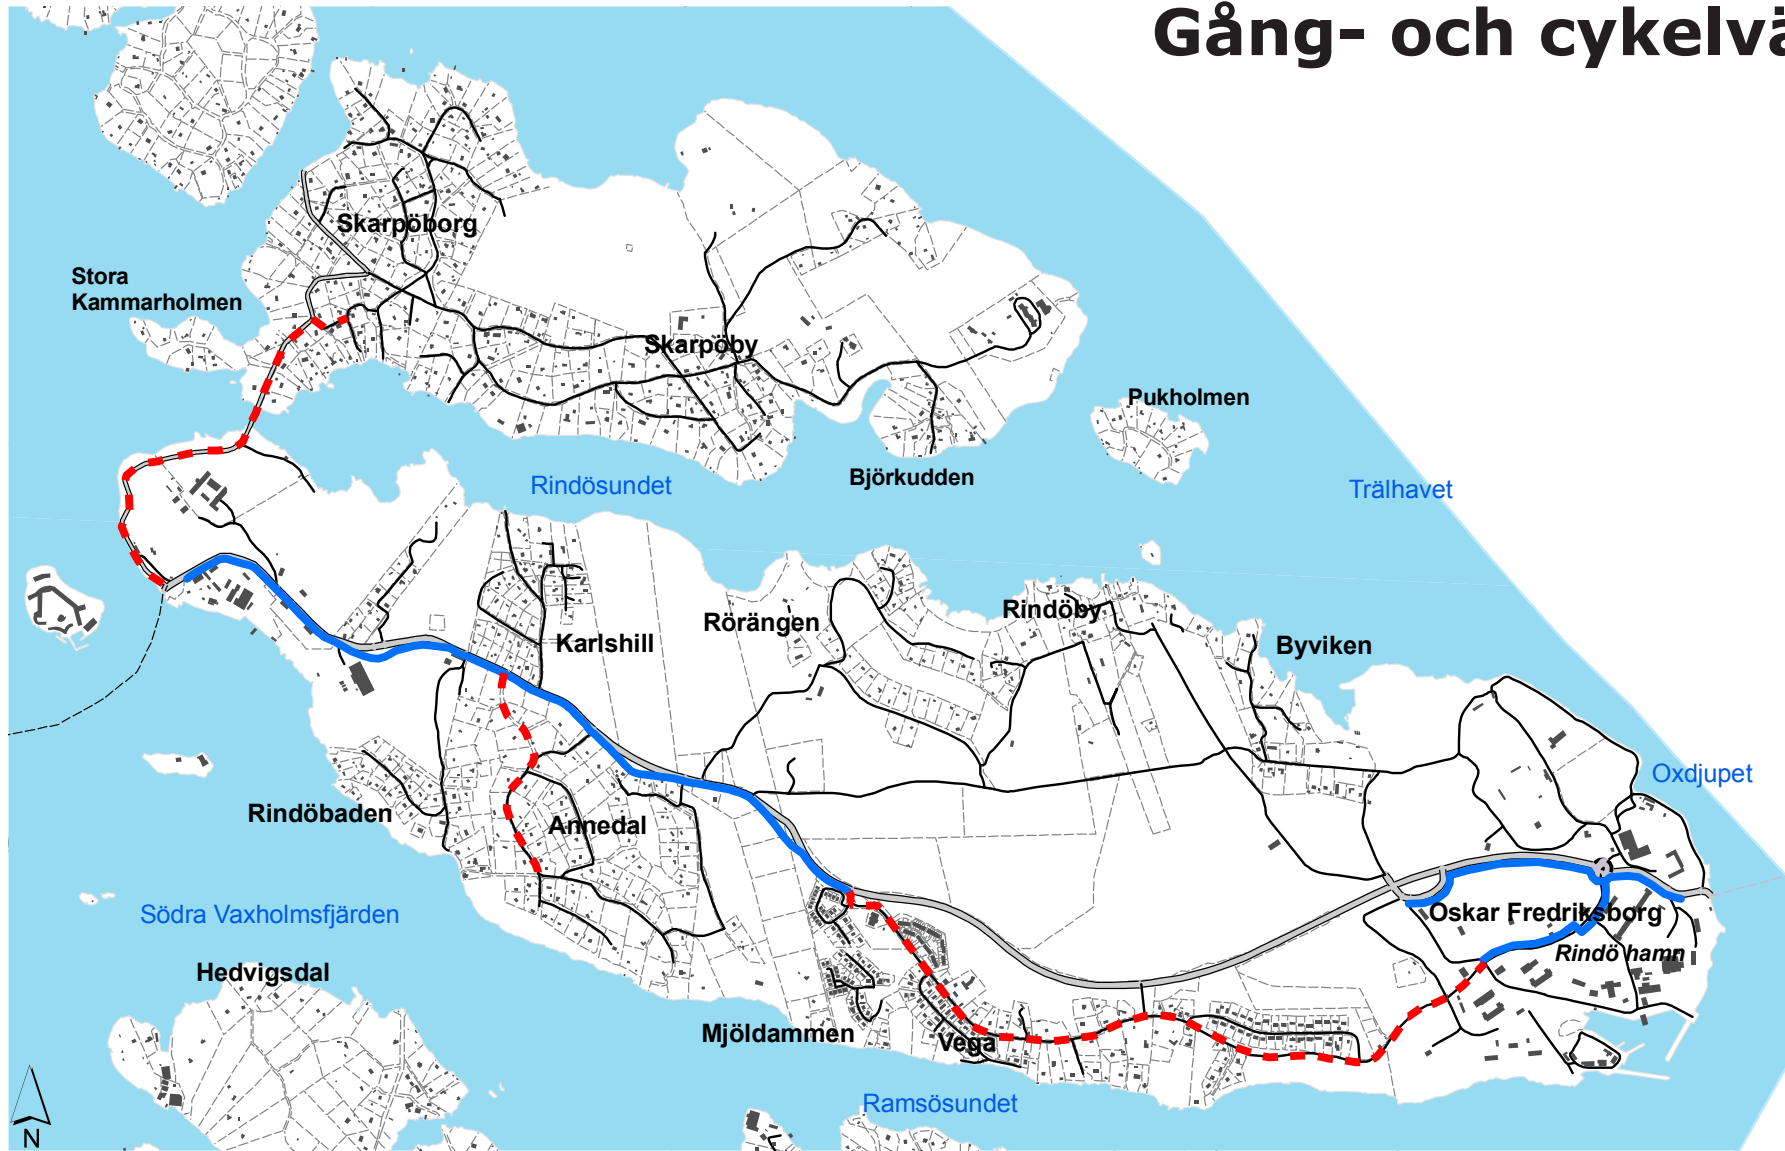 Gång- och cykelvä
Skarpöborg
Stora
Kammarholmen
Skarpöby
Pukholmen
Björkudden
Rindösundet
Trälhavet
Rörängen
Rindöby
Karlshill
Byviken
Oxdjupet
Rindöbaden
Annedal
Södra Vaxholmsfjärden
Oskar Fredriksborg
Rindö hamn
Hedvigsdal
Mjöldammen
Vega
Ramsösundet
N